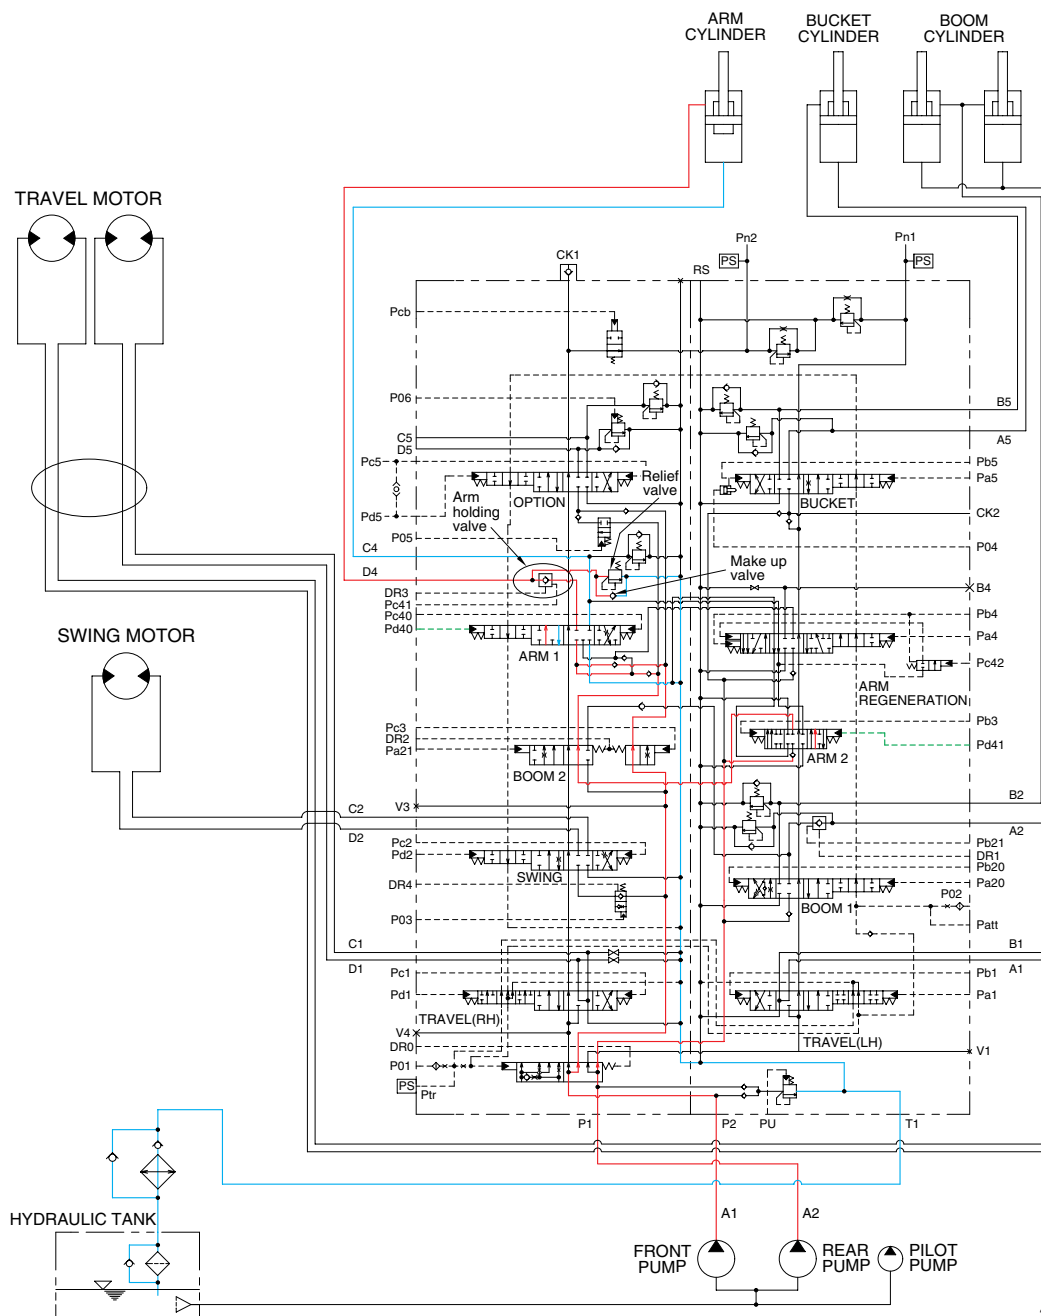 ARM
CYLINDER
BUCKET
CYLINDER
BOOM
CYLINDER
TRAVEL MOTOR
Pn2
Pn1
PS
PS
CK1
RS
Pcb
P06
C5
D5
B5
A5
Pc5
Pb5
Pa5
OPTION
Relief
valve
BUCKET
Arm
holding
valve
Pd5
CK2
P05
P04
C4
D4
Make up
valve
B4
DR3
Pc41
Pc40
Pd40
Pb4
Pa4
SWING MOTOR
ARM 1
Pc42
ARM
REGENERATION
Pc3
DR2
Pa21
Pb3
Pd41
BOOM 2
ARM 2
V3
C2
D2
B2
A2
Pc2
Pd2
Pb21
DR1
Pb20
Pa20
SWING
DR4
BOOM 1
P02
P03
Patt
C1
D1
B1
A1
Pc1
Pd1
Pb1
Pa1
TRAVEL(RH)
V4
DR0
TRAVEL(LH)
V1
P01
PS
Ptr
P1
P2
PU
T1
HYDRAULIC TANK
A1
A2
FRONT
PUMP
REAR
PUMP
PILOT
PUMP